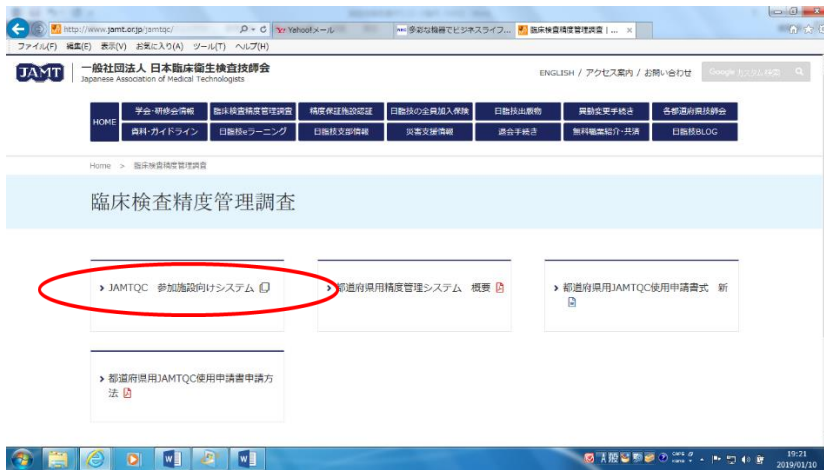 http://www.jamt.or.jp/jamtqc/
Yahoo!メール
多彩な機器でビジネスライフ...
臨床検査精度管理調査 | ...
ファイル(F) 編集(E) 表示(V) お気に入り(A) ツール(T) ヘルプ(H)
JAMT
一般社団法人 日本臨床衛生検査技師会
Japanese Association of Medical Technologists
ENGLISH / アクセス案内 / お問い合わせ
Google カスタム検索
HOME
学会・研修会情報 臨床検査精度管理調査 精度保証施設認証 日臨技の全員加入保険 日臨技出版物 異動変更手続き 各都道府県技師会
資料・ガイドライン 日臨技eラーニング 日臨技支部情報 災害支援情報 退会手続き 無料職業紹介・共済 日臨技BLOG
Home > 臨床検査精度管理調査
臨床検査精度管理調査
> JAMTQC 参加施設向けシステム
> 都道府県用精度管理システム 概要
> 都道府県用JAMTQC使用申請書式 新
> 都道府県用JAMTQC使用申請書申請方
法
A 般
CAPS
KANA
19:21
2019/01/10